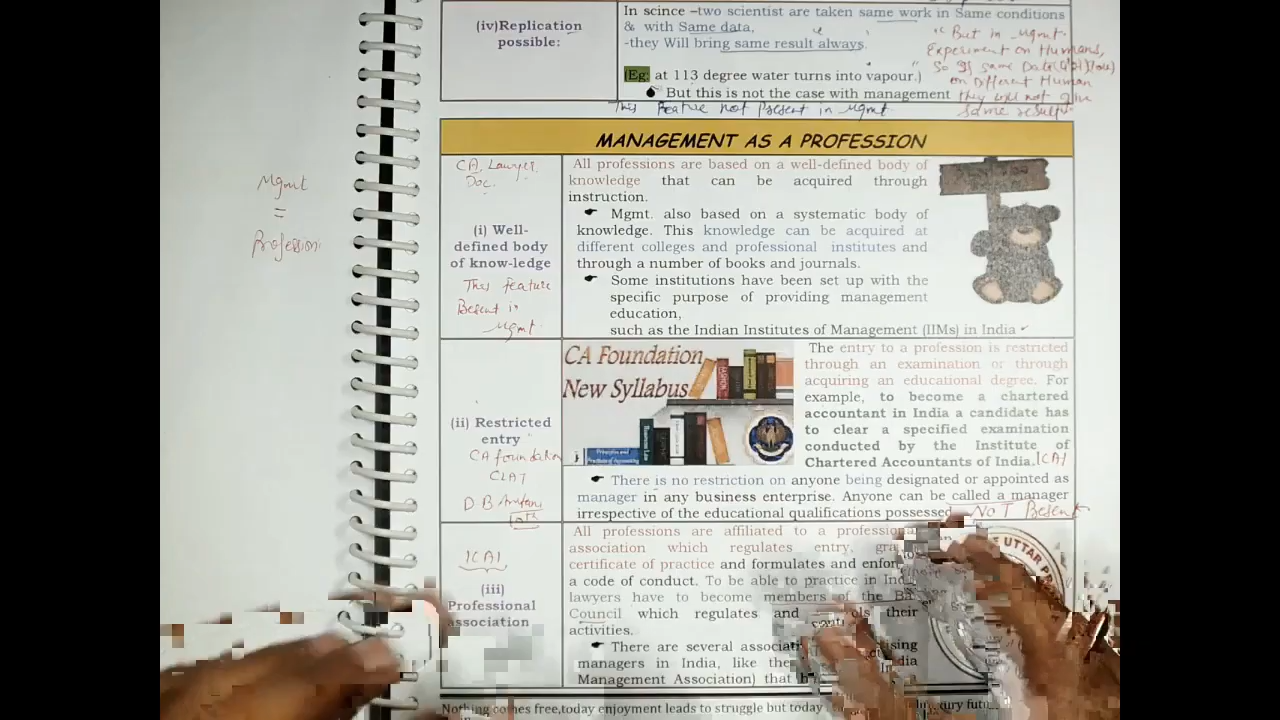 (iv)Replication
possible:
In scince –two scientist are taken same work in Same conditions
& with Same data,
-they Will bring same result always.
(Eg: at 113 degree water turns into vapour.)
But this is not the case with management
" But in Mgmt.
Experiment on Humans,
So if same Data
on Different Human
they will not give
Same result
This Feature not Present in Mgmt
MANAGEMENT AS A PROFESSION
Mgmt
=
Profession
CA, Lawyer,
Doc.
(i) Well-
defined body
of know-ledge
This feature
Present in
Mgmt
All professions are based on a well-defined body of
knowledge that can be acquired through
instruction.
Mgmt. also based on a systematic body of
knowledge. This knowledge can be acquired at
different colleges and professional institutes and
through a number of books and journals.
Some institutions have been set up with the
specific purpose of providing management
education,
such as the Indian Institutes of Management (IIMs) in India
(ii) Restricted
entry
CA foundation
CLAT
CA Foundation
New Syllabus
The entry to a profession is restricted
through an examination or through
acquiring an educational degree. For
example, to become a chartered
accountant in India a candidate has
to clear a specified examination
conducted by the Institute of
Chartered Accountants of India. ICAI
There is no restriction on anyone being designated or appointed as
manager in any business enterprise. Anyone can be called a manager
irrespective of the educational qualifications possessed NOT Present
ICAI
(iii)
Professional
association
All professions are affiliated to a professional
association which regulates entry,
certificate of practice and formulates and
a code of conduct. To be able to practice in
lawyers have to become members of the
Council which regulates and their
activities.
There are several
managers in India, like the
Management Association) that
UTTAR
Nothing comes free,today enjoyment leads to struggle but today